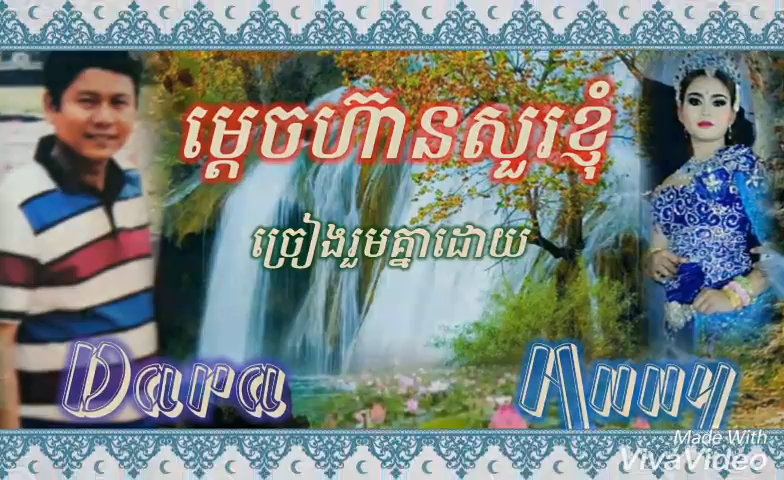 ម្ដេចហ៊ានសួរខ្ញុំ
ច្រៀងរួមគ្នាដោយ
Dara
Anny
Made With
VivaVideo